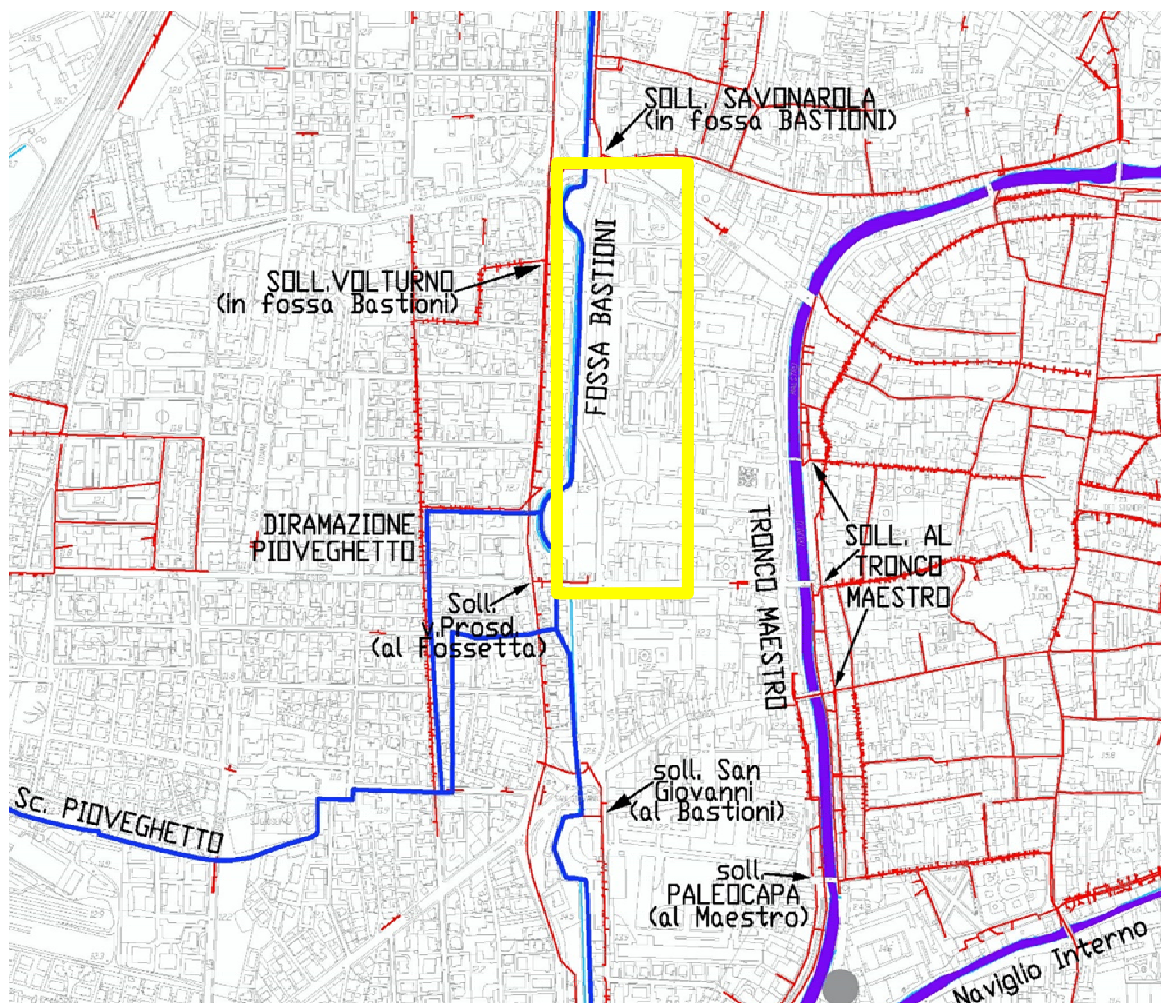 SOLL. SAVONAROLA
(in fossa BASTIONI)
SOLL.VOLTURNO
(in fossa Bastioni)
FOSSA BASTIONI
DIRAMAZIONE
PIOVEGHETTO
SOLL. AL
TRONCO
MAESTRO
TRONCO MAESTRO
Soll.
v.Prosd.
(al Fossetta)
soll. San
Giovanni
(al Bastioni)
Sc. PIOVEGHETTO
soll.
PALEOCAPA
(al Maestro)
Naviglio Interno